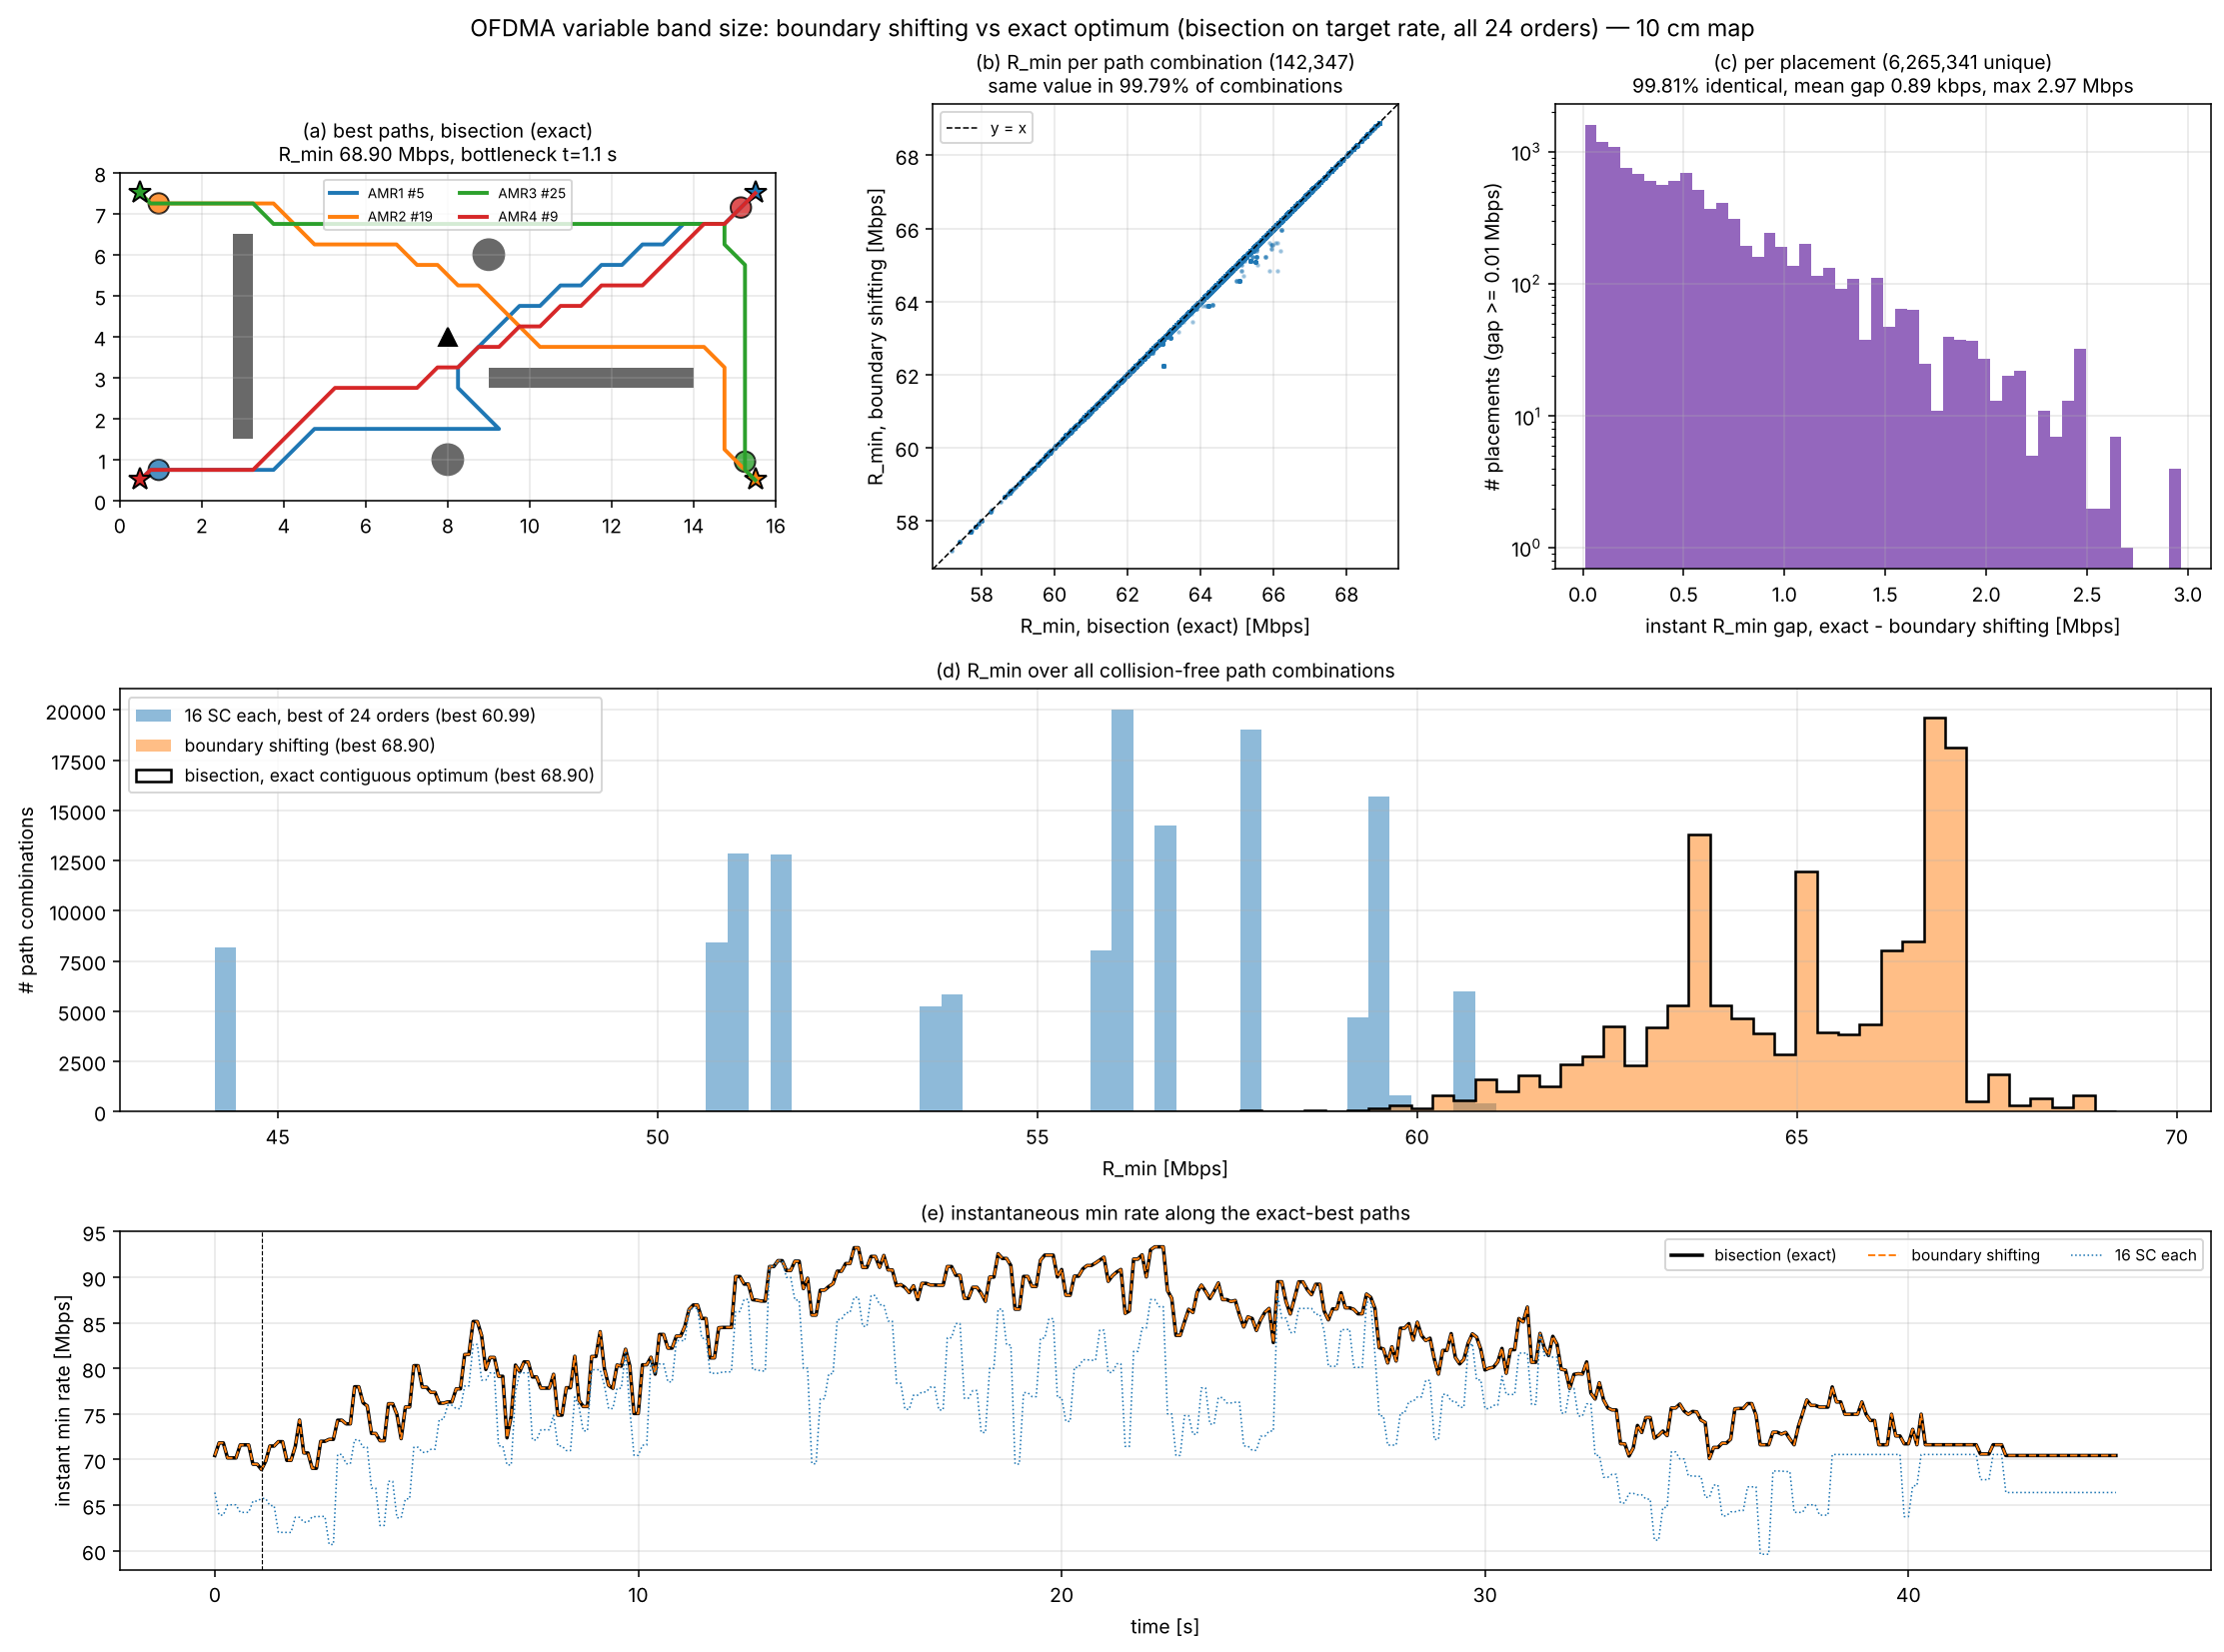 OFDMA variable band size: boundary shifting vs exact optimum (bisection on target rate, all 24 orders) — 10 cm map
(a) best paths, bisection (exact)
R_min 68.90 Mbps, bottleneck t=1.1 s
AMR1 #5
AMR2 #19
AMR3 #25
AMR4 #9
8
7
6
5
4
3
2
1
0
0 2 4 6 8 10 12 14 16
(b) R_min per path combination (142,347)
same value in 99.79% of combinations
y = x
R_min, boundary shifting [Mbps]
68
66
64
62
60
58
58 60 62 64 66 68
R_min, bisection (exact) [Mbps]
(c) per placement (6,265,341 unique)
99.81% identical, mean gap 0.89 kbps, max 2.97 Mbps
# placements (gap >= 0.01 Mbps)
10³
10²
10¹
10⁰
0.0 0.5 1.0 1.5 2.0 2.5 3.0
instant R_min gap, exact - boundary shifting [Mbps]
(d) R_min over all collision-free path combinations
16 SC each, best of 24 orders (best 60.99)
boundary shifting (best 68.90)
bisection, exact contiguous optimum (best 68.90)
# path combinations
20000
17500
15000
12500
10000
7500
5000
2500
0
45 50 55 60 65 70
R_min [Mbps]
(e) instantaneous min rate along the exact-best paths
bisection (exact)
boundary shifting
16 SC each
instant min rate [Mbps]
95
90
85
80
75
70
65
60
0 10 20 30 40
time [s]